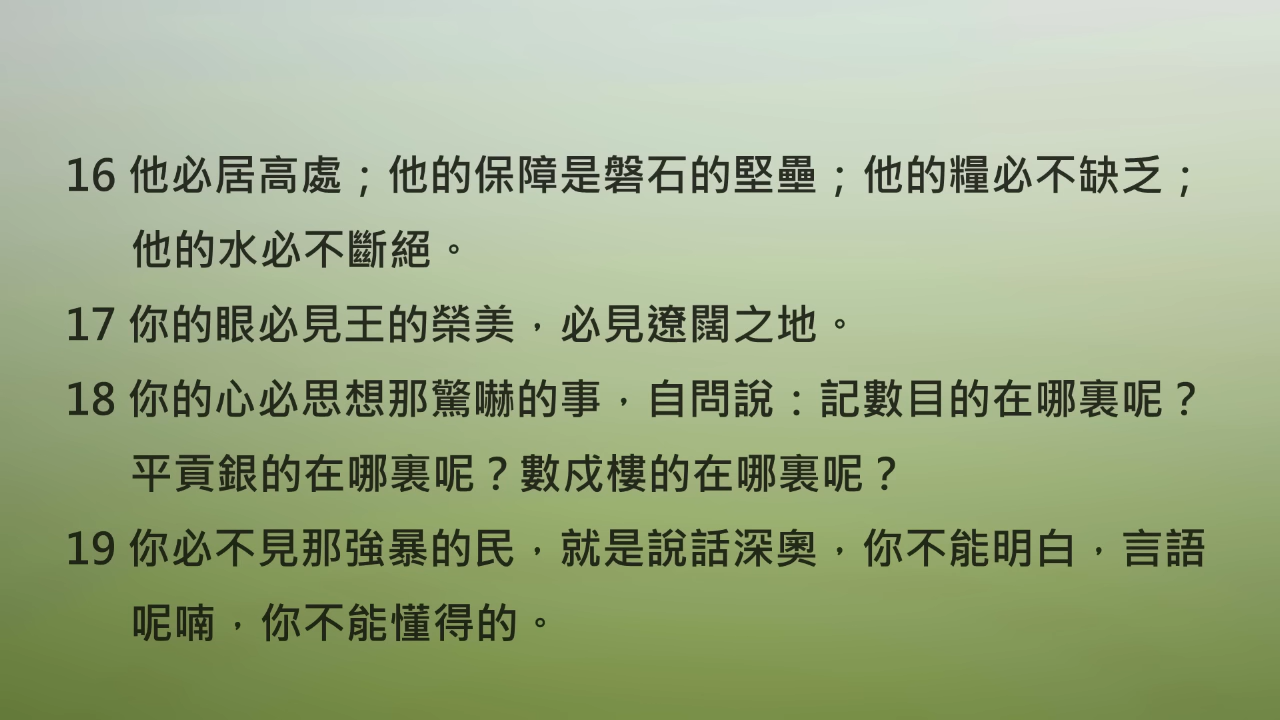 16 他必居高處；他的保障是磐石的堅壘；他的糧必不缺乏；
他的水必不斷絕。
17 你的眼必見王的榮美，必見遼闊之地。
18 你的心必思想那驚嚇的事，自問說：記數目的在哪裏呢？
平貢銀的在哪裏呢？數戍樓的在哪裏呢？
19 你必不見那強暴的民，就是說話深奧，你不能明白，言語
呢喃，你不能懂得的。